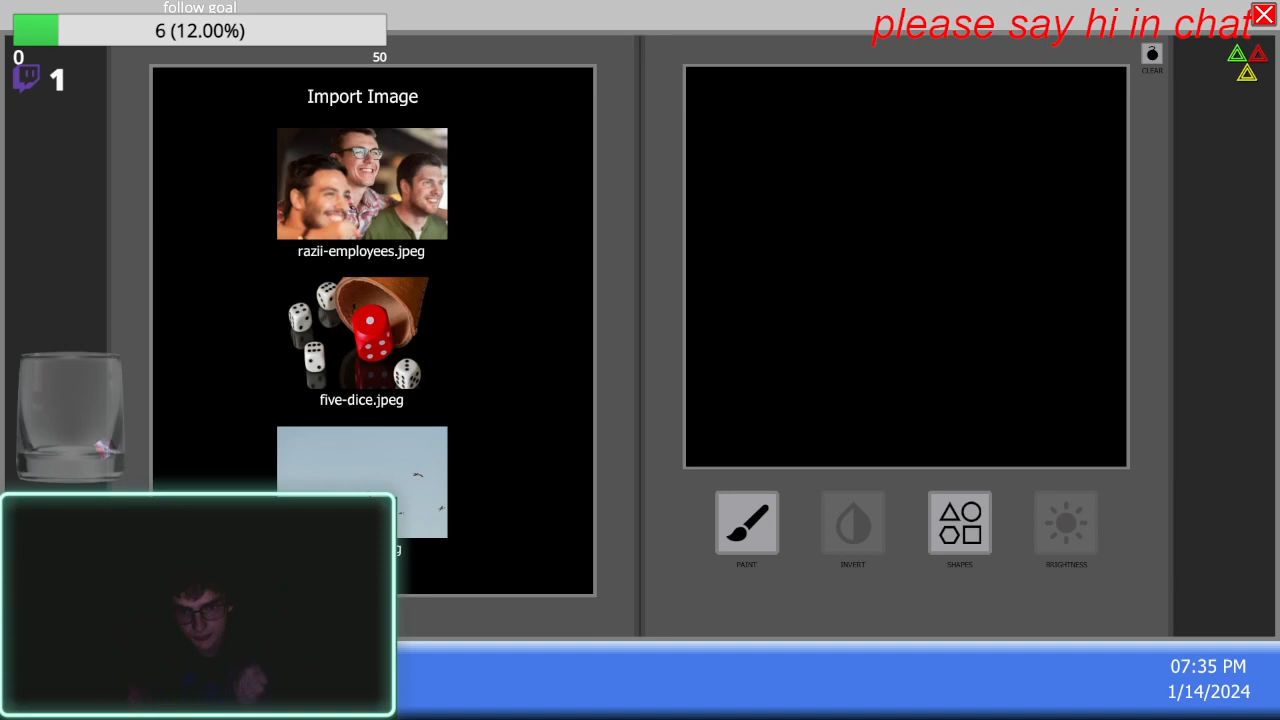 follow goal
6 (12.00%)
please say hi in chat
0
50
1
CLEAR
Import Image
razii-employees.jpeg
five-dice.jpeg
g
PAINT
INVERT
SHAPES
BRIGHTNESS
07:35 PM
1/14/2024